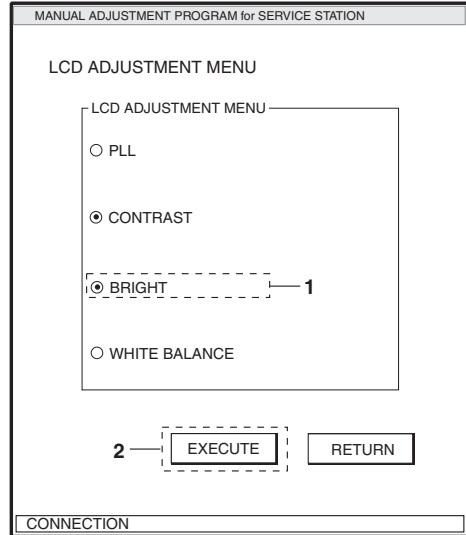 MANUAL ADJUSTMENT PROGRAM for SERVICE STATION
LCD ADJUSTMENT MENU
LCD ADJUSTMENT MENU
PLL
CONTRAST
BRIGHT
1
WHITE BALANCE
2
EXECUTE
RETURN
CONNECTION